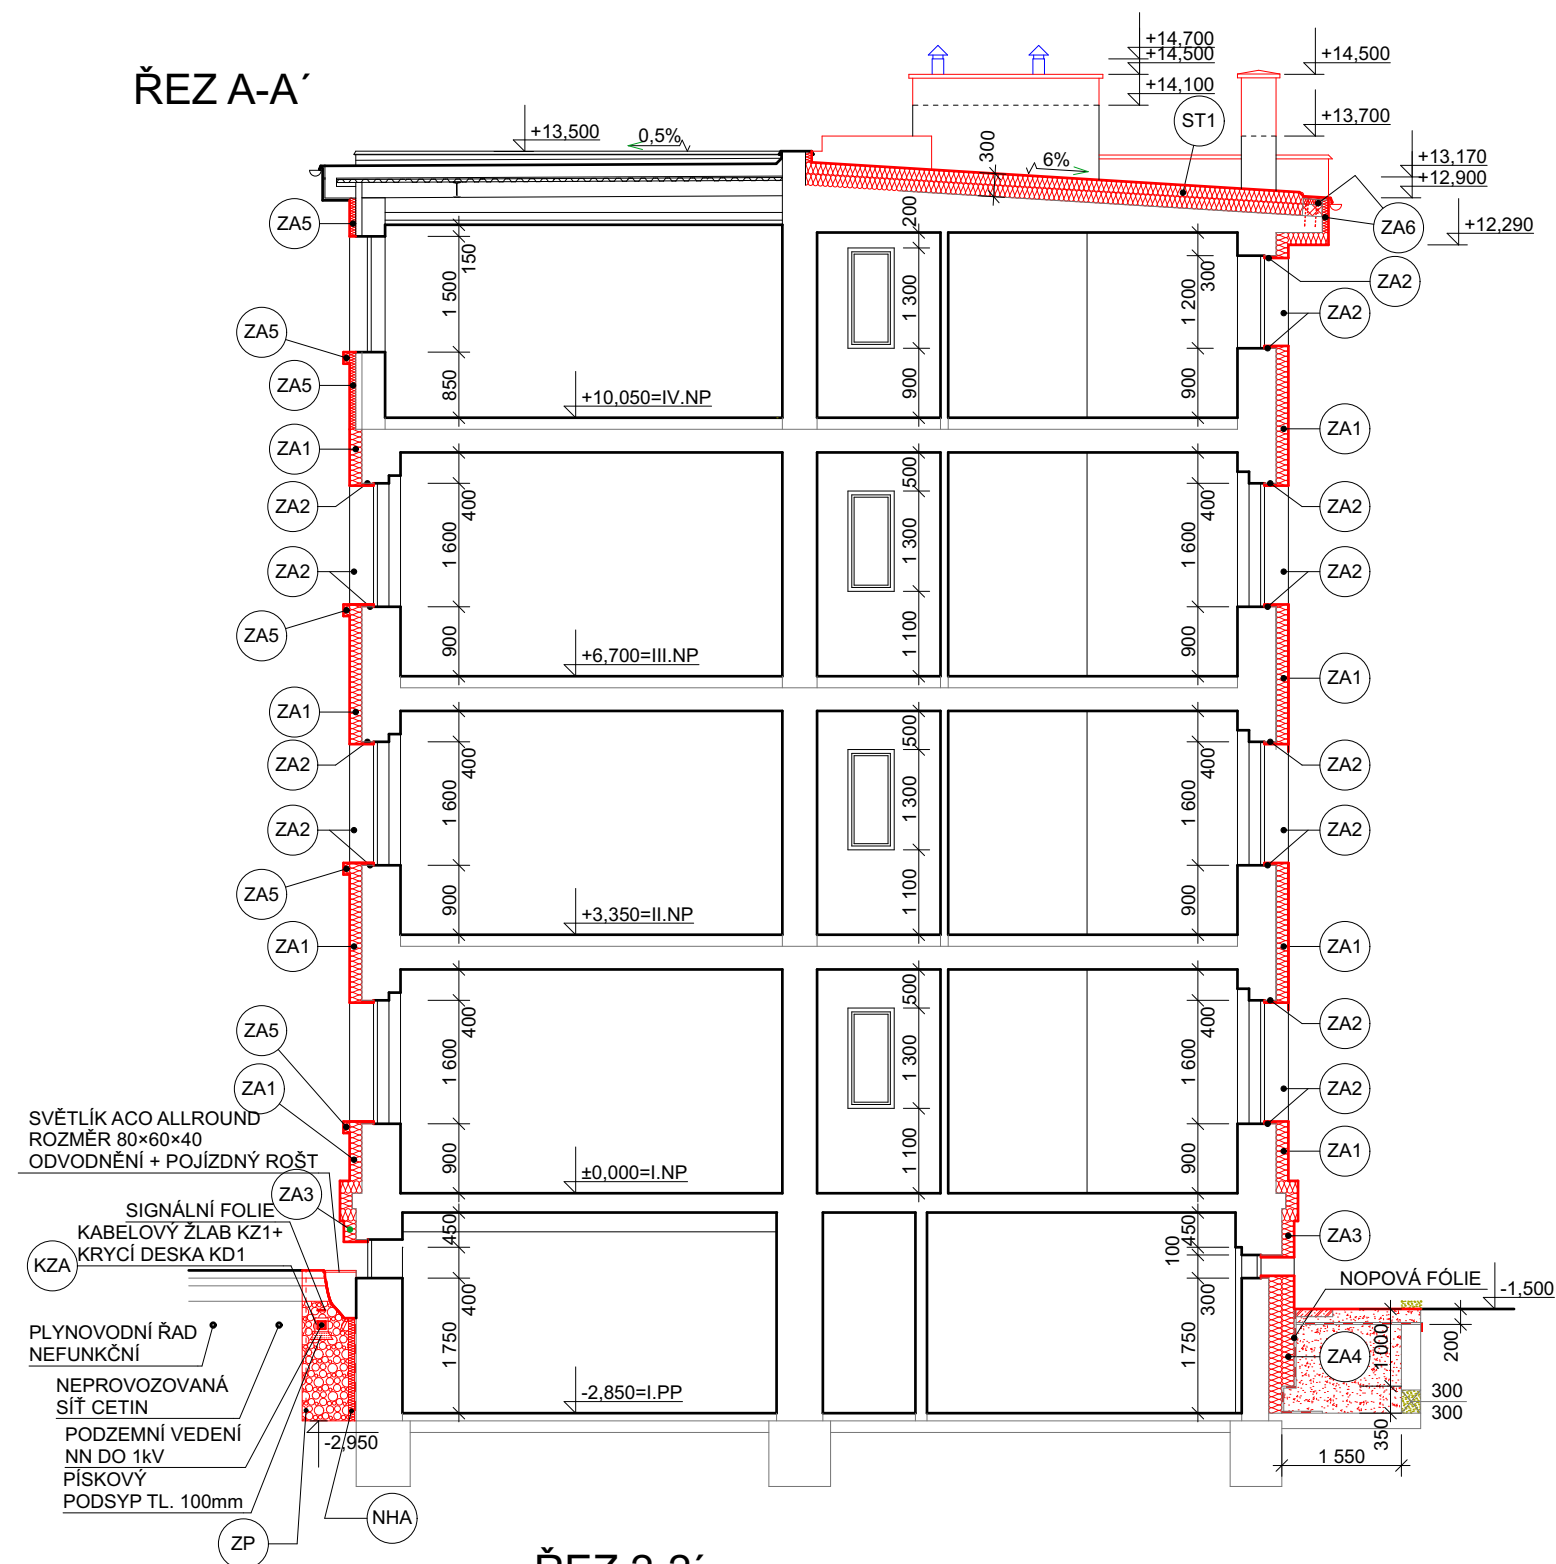 ŘEZ A-A´
+14,700
+14,500
+14,100
+14,500
+13,700
+13,500
0,5%
ST1
300
6%
+13,170
+12,900
+12,290
ZA5
ZA6
200
150
1 500
1 300
1 200
300
ZA2
ZA2
ZA5
ZA5
850
900
900
+10,050=IV.NP
ZA1
ZA1
500
400
400
ZA2
ZA2
1 600
1 300
1 600
ZA2
ZA2
ZA5
900
1 100
900
+6,700=III.NP
ZA1
ZA1
500
400
400
ZA2
ZA2
1 600
1 300
1 600
ZA2
ZA2
ZA5
900
1 100
900
+3,350=II.NP
ZA1
ZA1
500
400
400
ZA5
ZA2
1 600
1 300
1 600
ZA1
ZA2
SVĚTLÍK ACO ALLROUND
ROZMĚR 80×60×40
ODVODNĚNÍ + POJÍZDNÝ ROŠT
900
1 100
900
ZA1
±0,000=I.NP
ZA3
SIGNÁLNÍ FOLIE
KABELOVÝ ŽLAB KZ1+
KRYCÍ DESKA KD1
KZA
450
450
100
ZA3
400
300
NOPOVÁ FÓLIE
-1,500
PLYNOVODNÍ ŘAD
NEFUNKČNÍ
1 750
1 750
ZA4
1 000
200
NEPROVOZOVANÁ
SÍŤ CETIN
-2,850=I.PP
300
300
PODZEMNÍ VEDENÍ
NN DO 1kV
-2,950
350
1 550
PÍSKOVÝ
PODSYP TL. 100mm
NHA
ZP
ŘEZ 2-2´